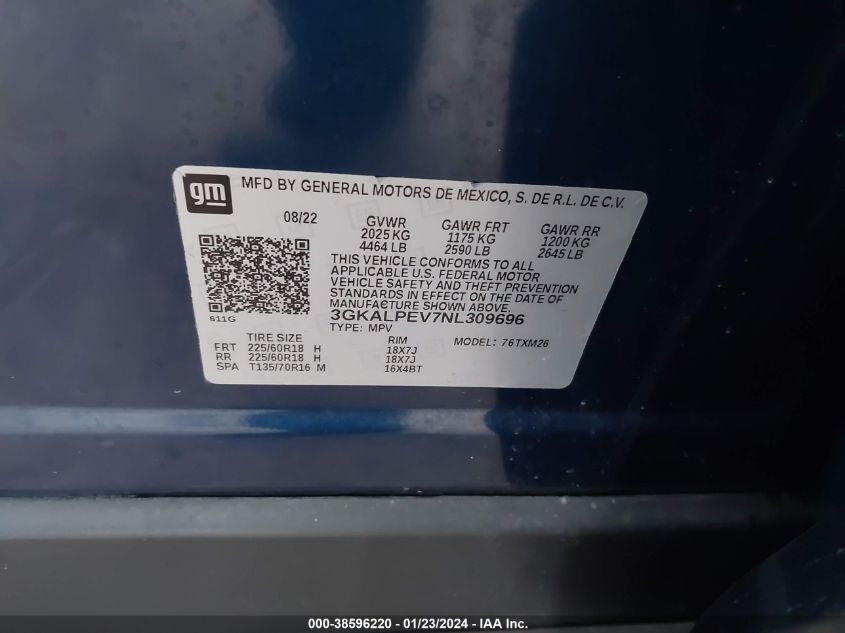 gm MFD BY GENERAL MOTORS DE MEXICO, S. DE R.L. DE C.V.
08/22 GVWR GAWR FRT GAWR RR
2025 KG 1175 KG 1200 KG
4464 LB 2590 LB 2645 LB
THIS VEHICLE CONFORMS TO ALL
APPLICABLE U.S. FEDERAL MOTOR
VEHICLE SAFETY AND THEFT PREVENTION
STANDARDS IN EFFECT ON THE DATE OF
MANUFACTURE SHOWN ABOVE.
611G 3GKALPEV7NL309696
TYPE: MPV MODEL: 76TXM26
TIRE SIZE RIM
FRT 225/60R18 H 18X7J
RR 225/60R18 H 18X7J
SPA T135/70R16 M 16X4BT
000-38596220 - 01/23/2024 - IAA Inc.